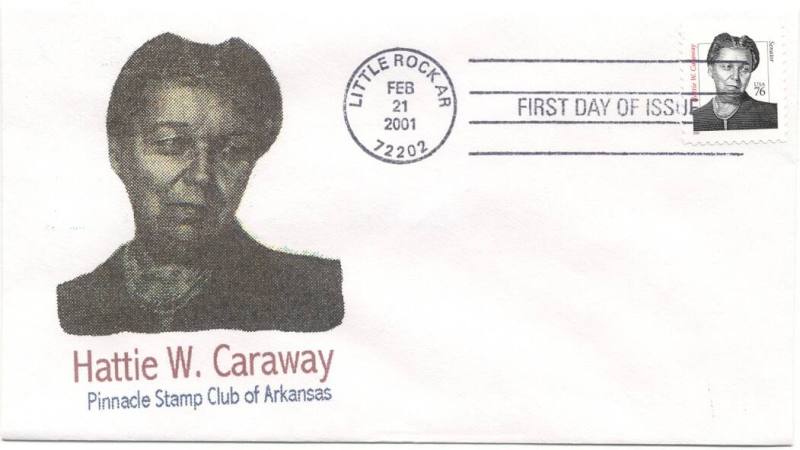 LITTLE ROCK AR
FEB
21
2001
72202
FIRST DAY OF ISSUE
Hattie W. Caraway
Senator
USA
76
Hattie W. Caraway
Pinnacle Stamp Club of Arkansas